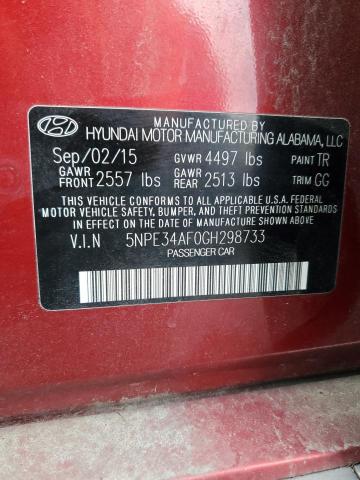 MANUFACTURED BY
HYUNDAI MOTOR MANUFACTURING ALABAMA, LLC
Sep/02/15 GVWR 4497 lbs PAINT TR
GAWR FRONT 2557 lbs GAWR REAR 2513 lbs TRIM GG
THIS VEHICLE CONFORMS TO ALL APPLICABLE U.S.A FEDERAL
MOTOR VEHICLE SAFETY, BUMPER, AND THEFT PREVENTION
STANDARDS IN EFFECT ON THE DATE OF MANUFACTURE SHOWN ABOVE.
V.I.N 5NPE34AF0GH298733
PASSENGER CAR